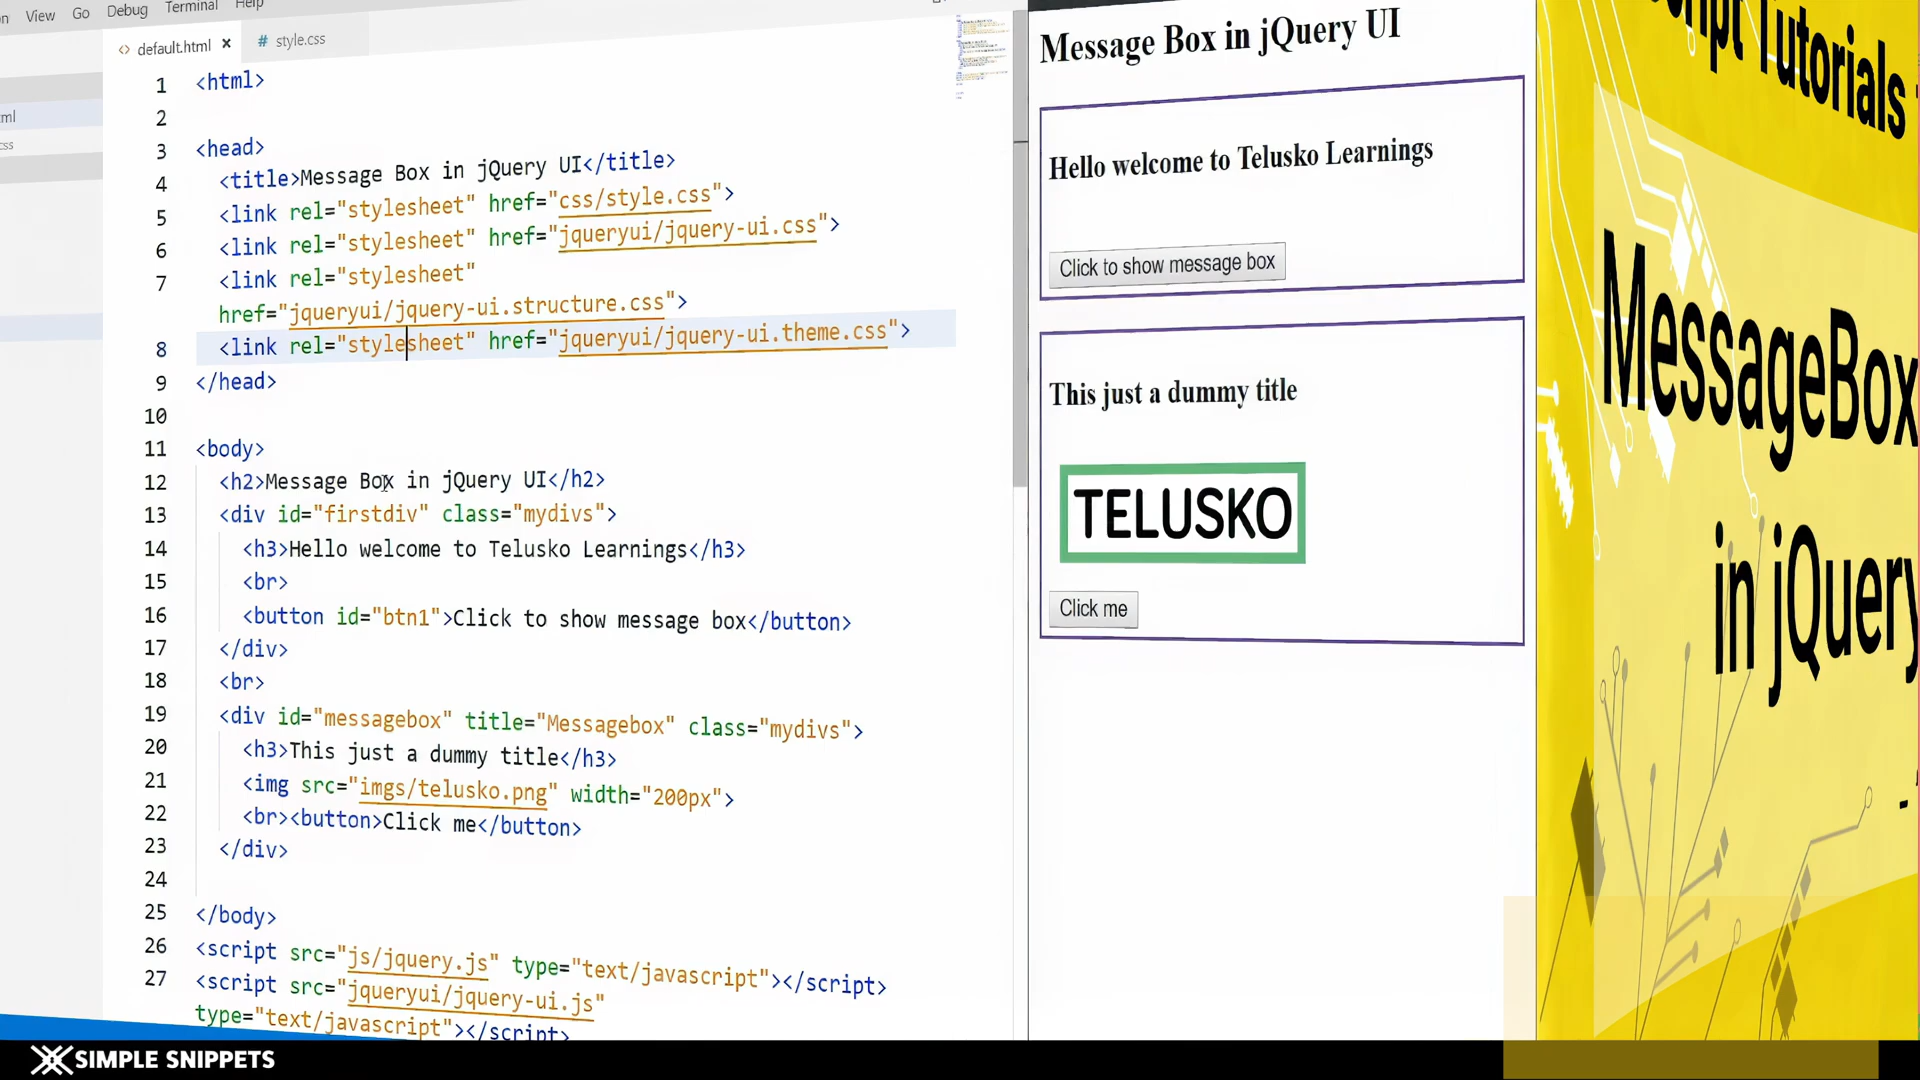 View Go Debug Terminal Help
default.html × # style.css
1 <html>
2
3 <head>
4 <title>Message Box in jQuery UI</title>
5 <link rel="stylesheet" href="css/style.css">
6 <link rel="stylesheet" href="jqueryui/jquery-ui.css">
7 <link rel="stylesheet"
href="jqueryui/jquery-ui.structure.css">
8 <link rel="stylesheet" href="jqueryui/jquery-ui.theme.css">
9 </head>
10
11 <body>
12 <h2>Message Box in jQuery UI</h2>
13 <div id="firstdiv" class="mydivs">
14 <h3>Hello welcome to Telusko Learnings</h3>
15 <br>
16 <button id="btn1">Click to show message box</button>
17 </div>
18 <br>
19 <div id="messagebox" title="Messagebox" class="mydivs">
20 <h3>This just a dummy title</h3>
21 <img src="imgs/telusko.png" width="200px">
22 <br><button>Click me</button>
23 </div>
24
25 </body>
26 <script src="js/jquery.js" type="text/javascript"></script>
27 <script src="jqueryui/jquery-ui.js"
type="text/javascript"></script>
Message Box in jQuery UI
Hello welcome to Telusko Learnings
Click to show message box
This just a dummy title
TELUSKO
Click me
Tutorials
MessageBox
in jQuery
SIMPLE SNIPPETS